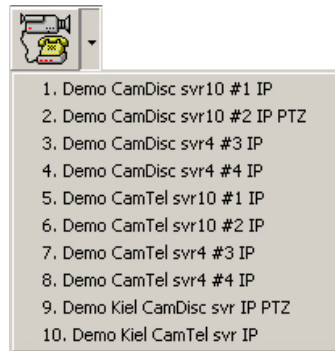 1. Demo CamDisc svr10 #1 IP
2. Demo CamDisc svr10 #2 IP PTZ
3. Demo CamDisc svr4 #3 IP
4. Demo CamDisc svr4 #4 IP
5. Demo CamTel svr10 #1 IP
6. Demo CamTel svr10 #2 IP
7. Demo CamTel svr4 #3 IP
8. Demo CamTel svr4 #4 IP
9. Demo Kiel CamDisc svr IP PTZ
10. Demo Kiel CamTel svr IP